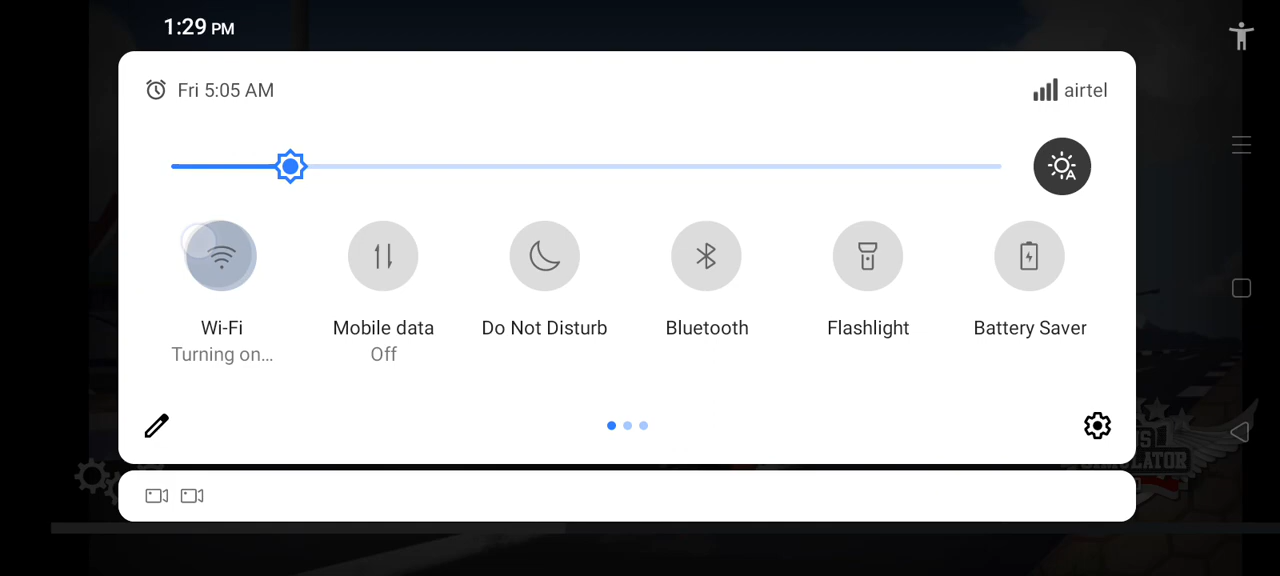 1:29 PM
Fri 5:05 AM
airtel
A
Wi-Fi
Turning on...
Mobile data
Off
Do Not Disturb
Bluetooth
Flashlight
Battery Saver
SIMULATOR